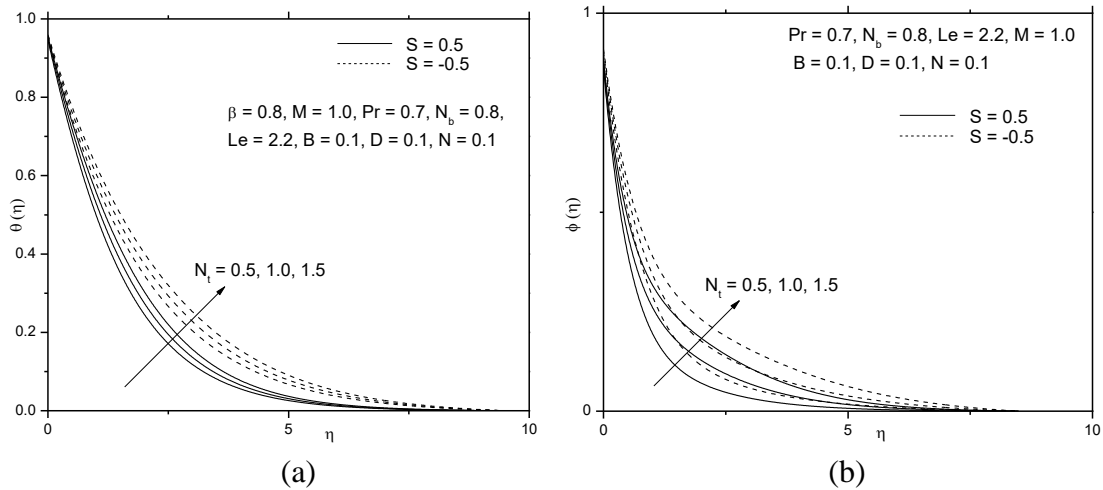 1.0
0.8
0.6
0.4
0.2
0.0
0
5
10
θ (η)
η
S = 0.5
S = -0.5
β = 0.8, M = 1.0, Pr = 0.7, N_b = 0.8,
Le = 2.2, B = 0.1, D = 0.1, N = 0.1
N_t = 0.5, 1.0, 1.5
(a)
1
0
0
5
10
ϕ (η)
η
Pr = 0.7, N_b = 0.8, Le = 2.2, M = 1.0
B = 0.1, D = 0.1, N = 0.1
S = 0.5
S = -0.5
N_t = 0.5, 1.0, 1.5
(b)